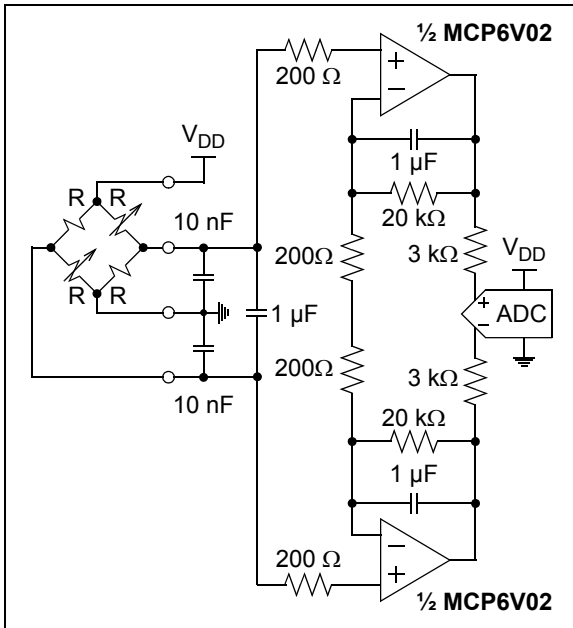 ½ MCP6V02
200 Ω
+
−
V_DD
1 µF
R R
20 kΩ
10 nF
200Ω
3 kΩ
V_DD
R R
1 µF
+
−
ADC
200Ω
3 kΩ
10 nF
20 kΩ
1 µF
200 Ω
−
+
½ MCP6V02